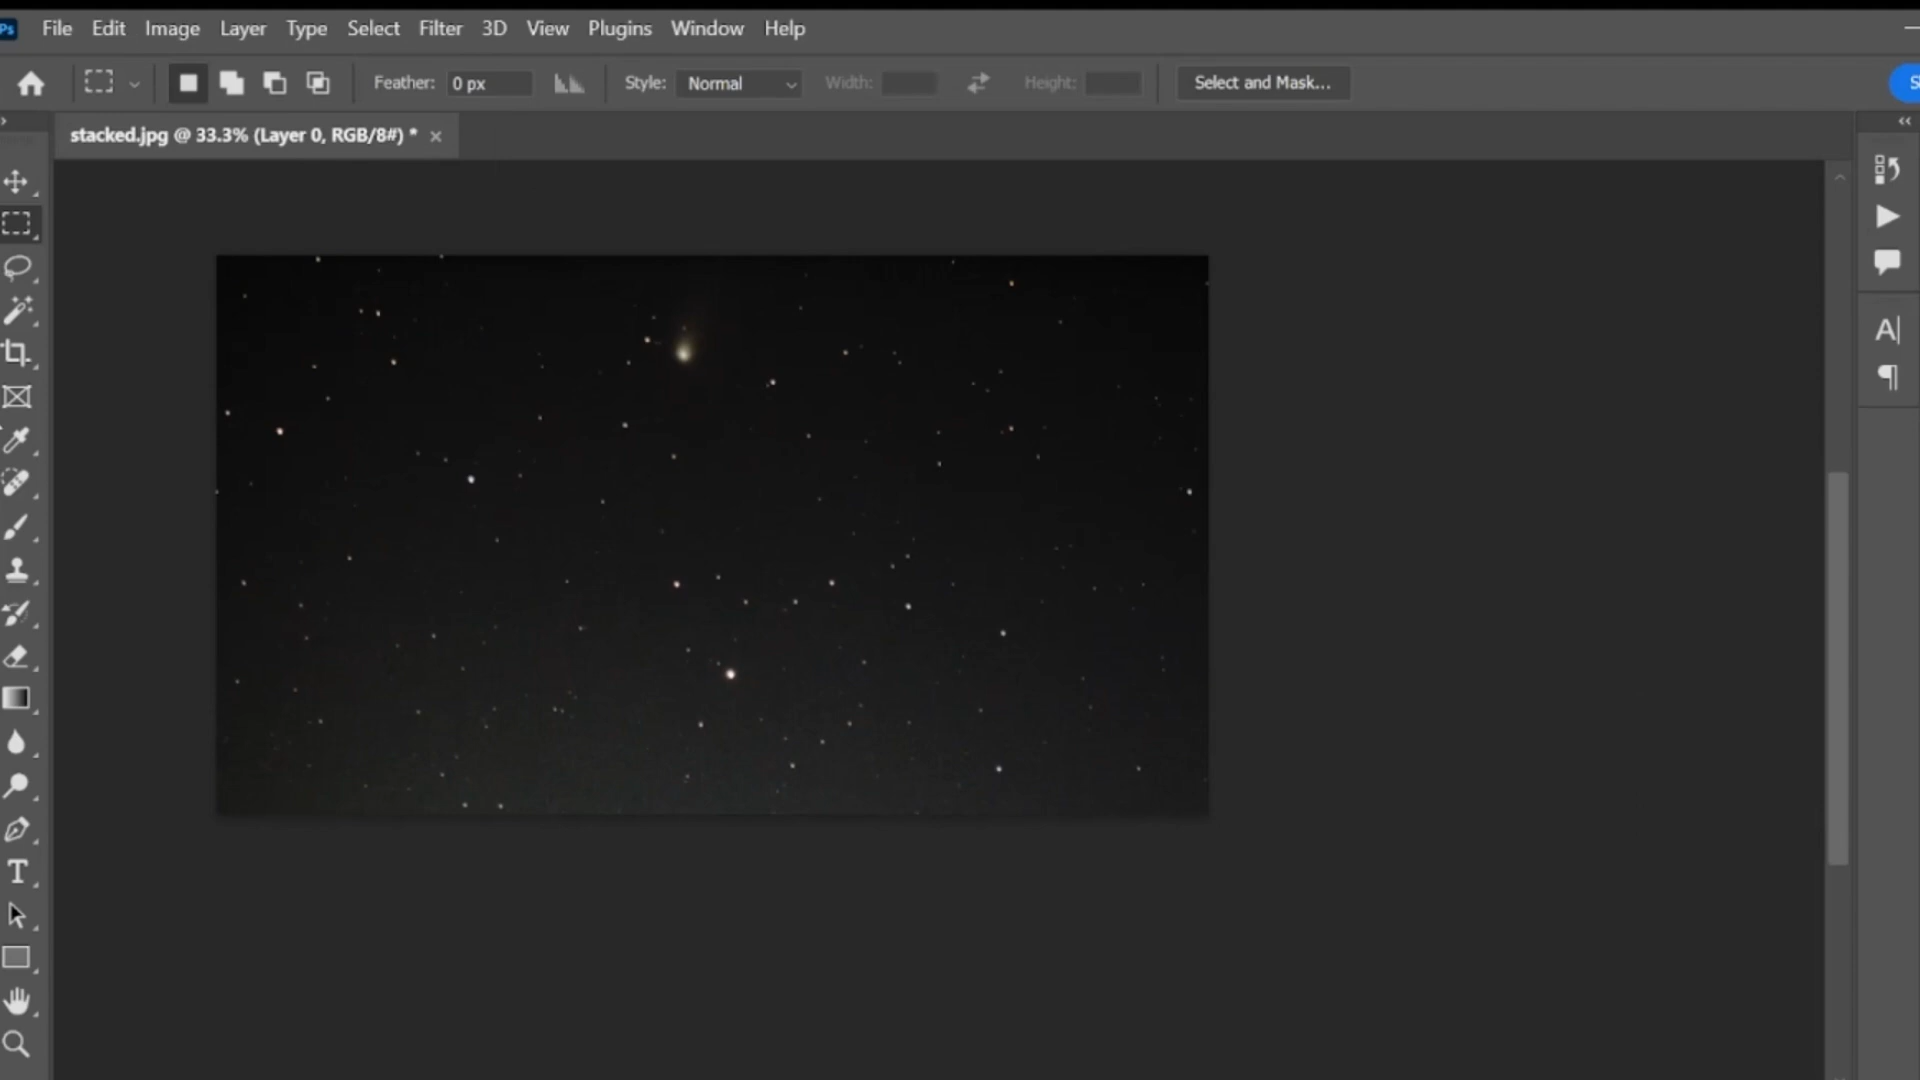 Ps File Edit Image Layer Type Select Filter 3D View Plugins Window Help
Feather: 0 px Style: Normal Width: Height: Select and Mask...
stacked.jpg @ 33.3% (Layer 0, RGB/8#) *